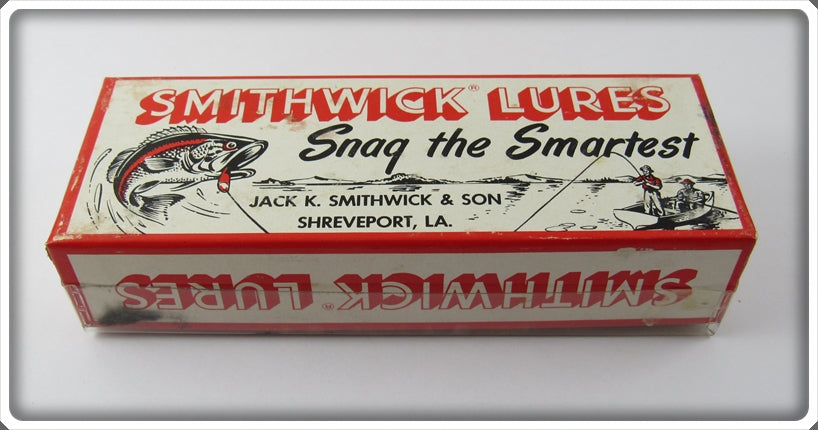 SMITHWICK® LURES
Snag the Smartest
JACK K. SMITHWICK & SON
SHREVEPORT, LA.
SMITHWICK® LURES